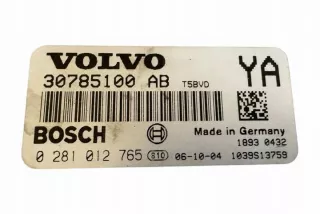 VOLVO
30785100 AB T5BVD YA
BOSCH Made in Germany
1893 0432
0 281 012 765 S10 06-10-04 1039S13759